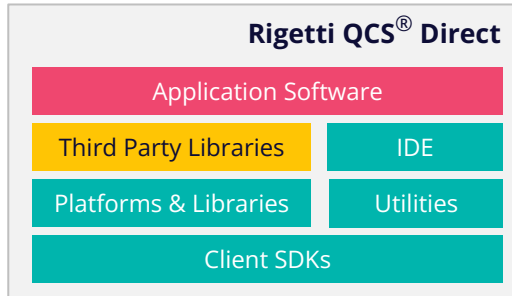 Rigetti QCS® Direct
Application Software
Third Party Libraries
IDE
Platforms & Libraries
Utilities
Client SDKs